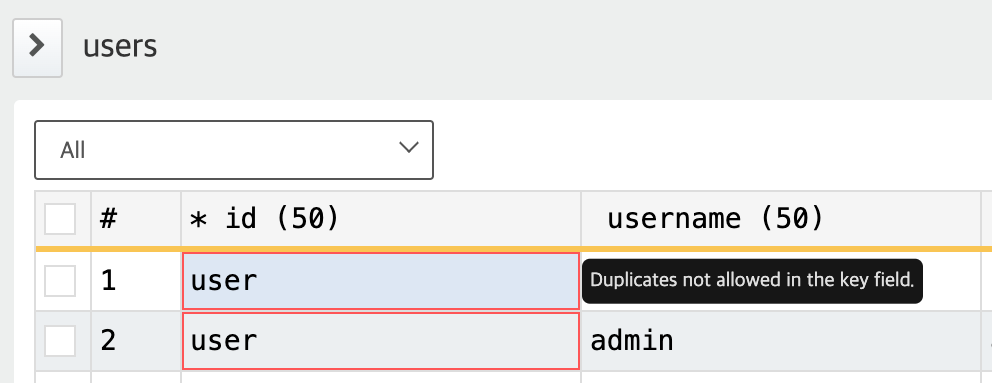 users
All
# * id (50) username (50)
1 user Duplicates not allowed in the key field.
2 user admin